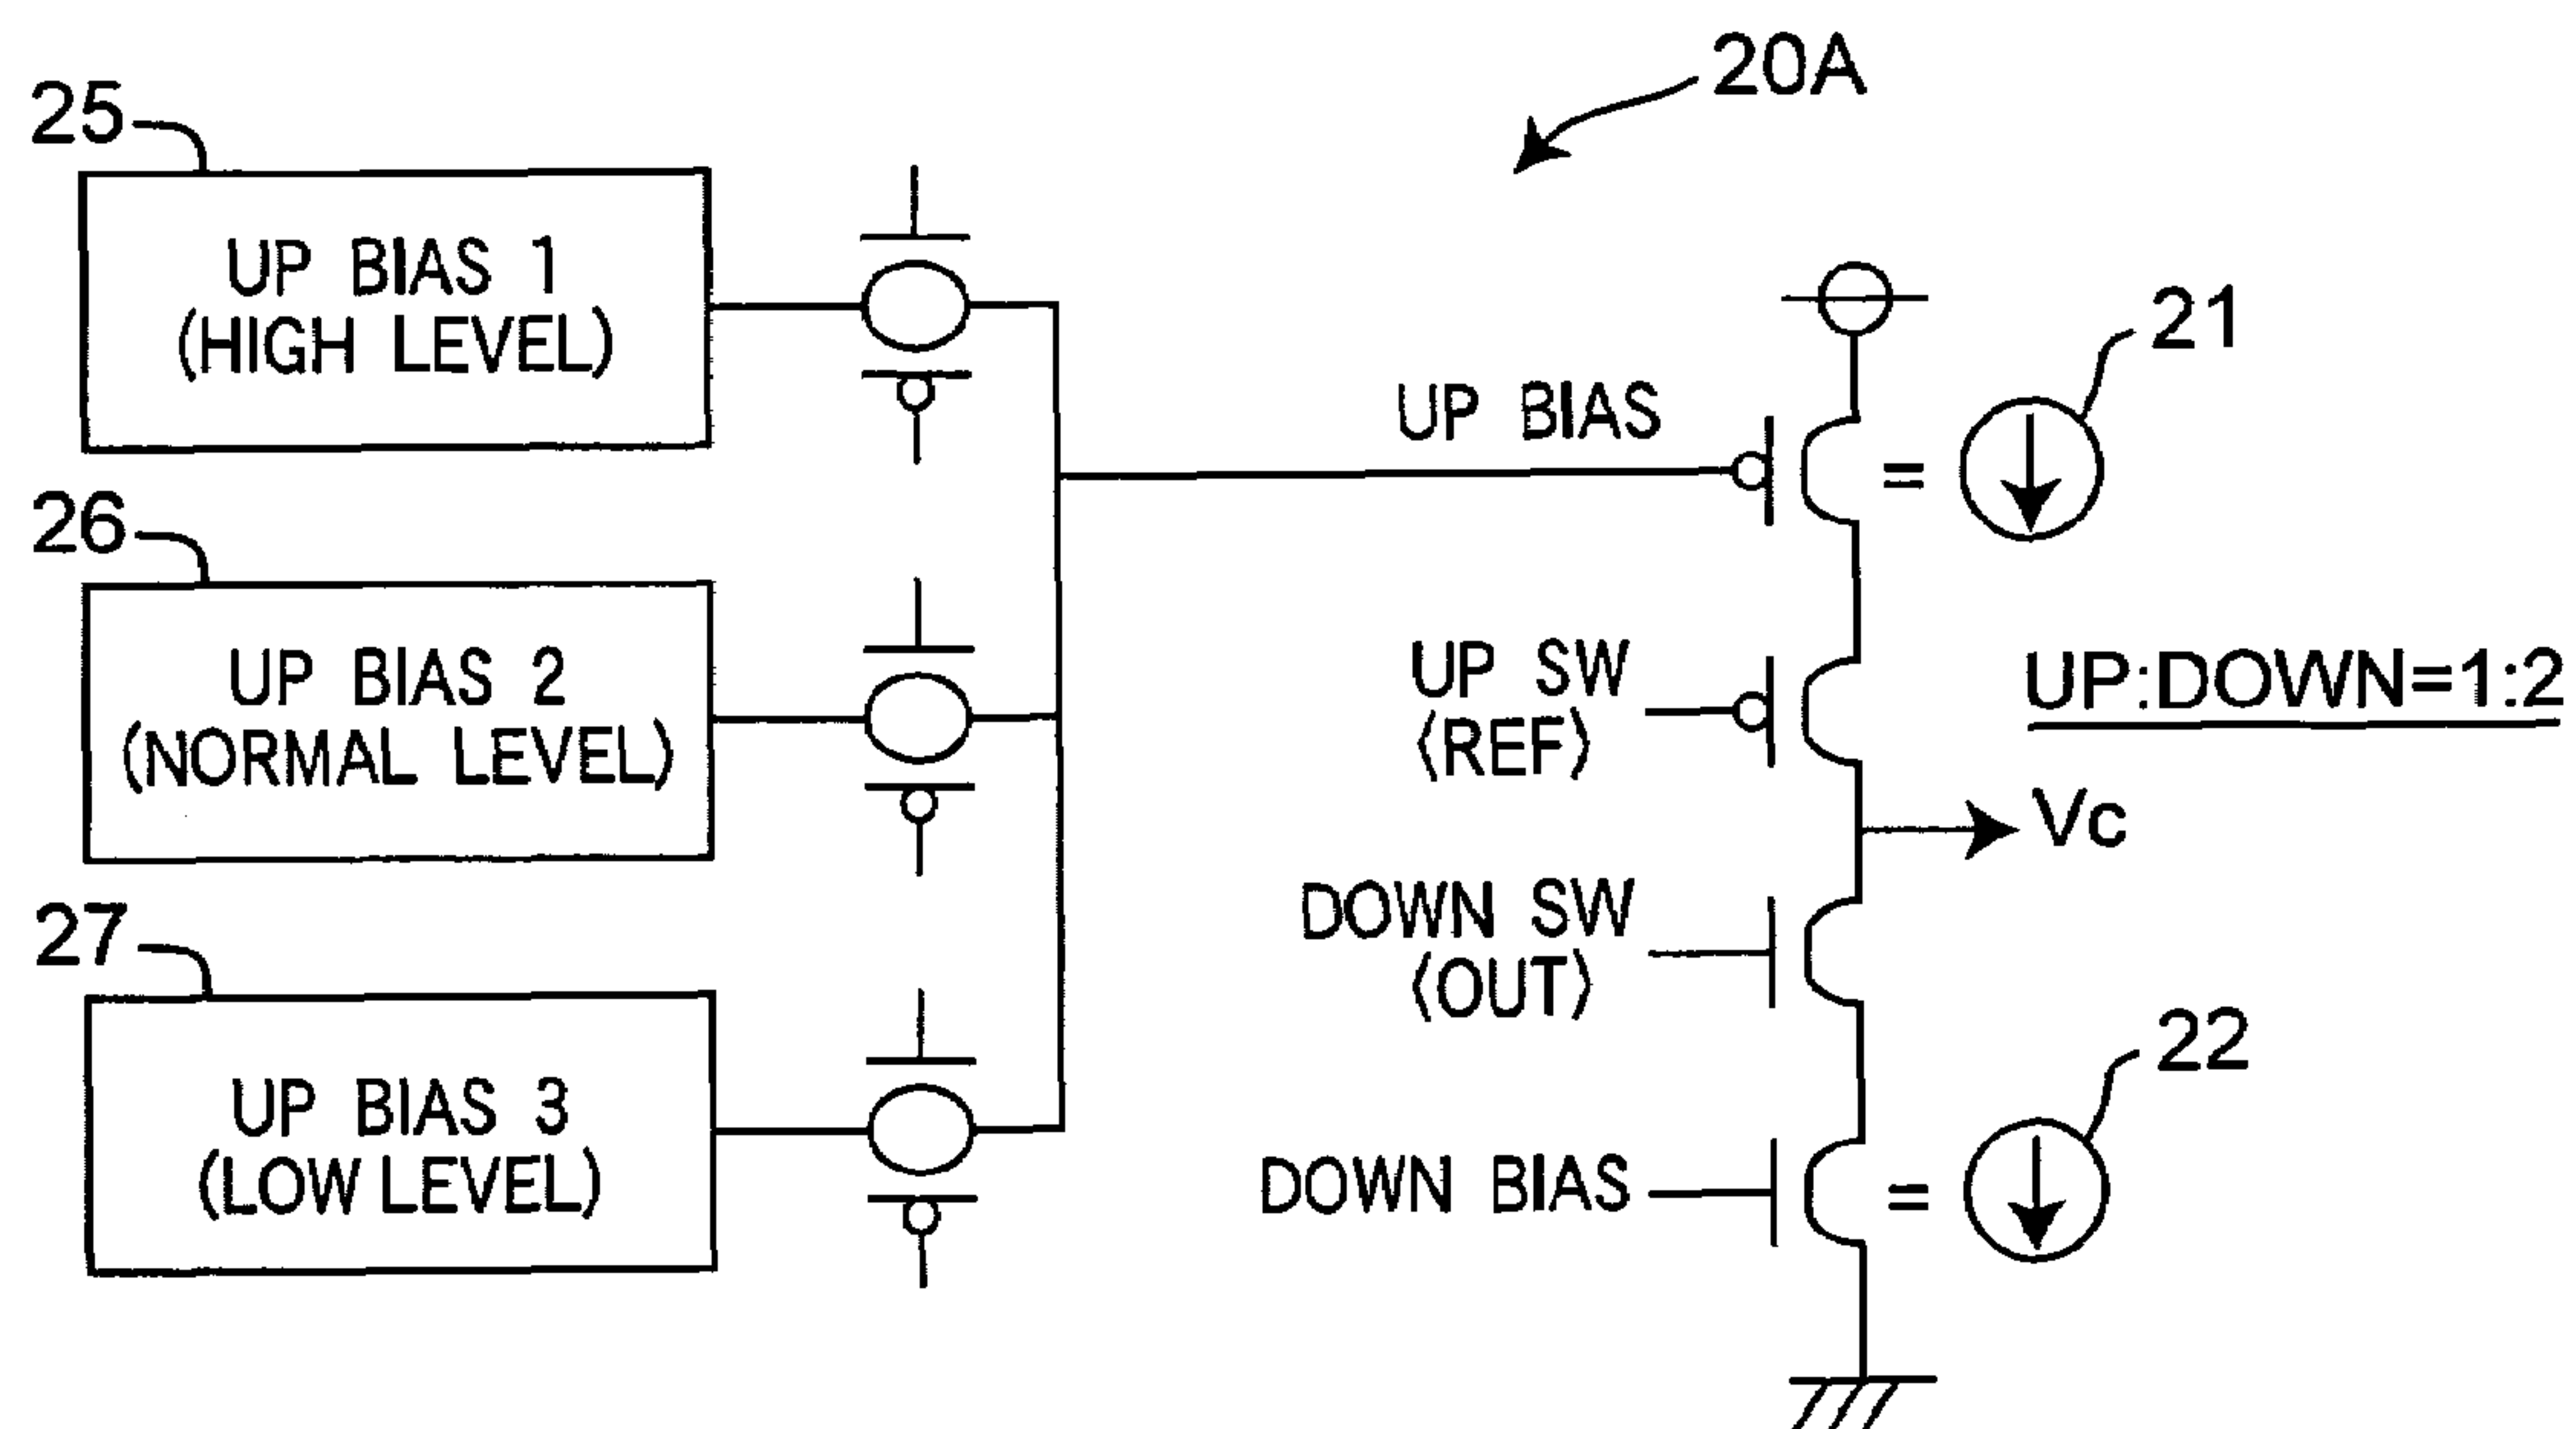 20A
25
UP BIAS 1
(HIGH LEVEL)
26
UP BIAS 2
(NORMAL LEVEL)
27
UP BIAS 3
(LOW LEVEL)
UP BIAS
=
21
UP SW
(REF)
UP:DOWN=1:2
Vc
DOWN SW
(OUT)
DOWN BIAS
=
22